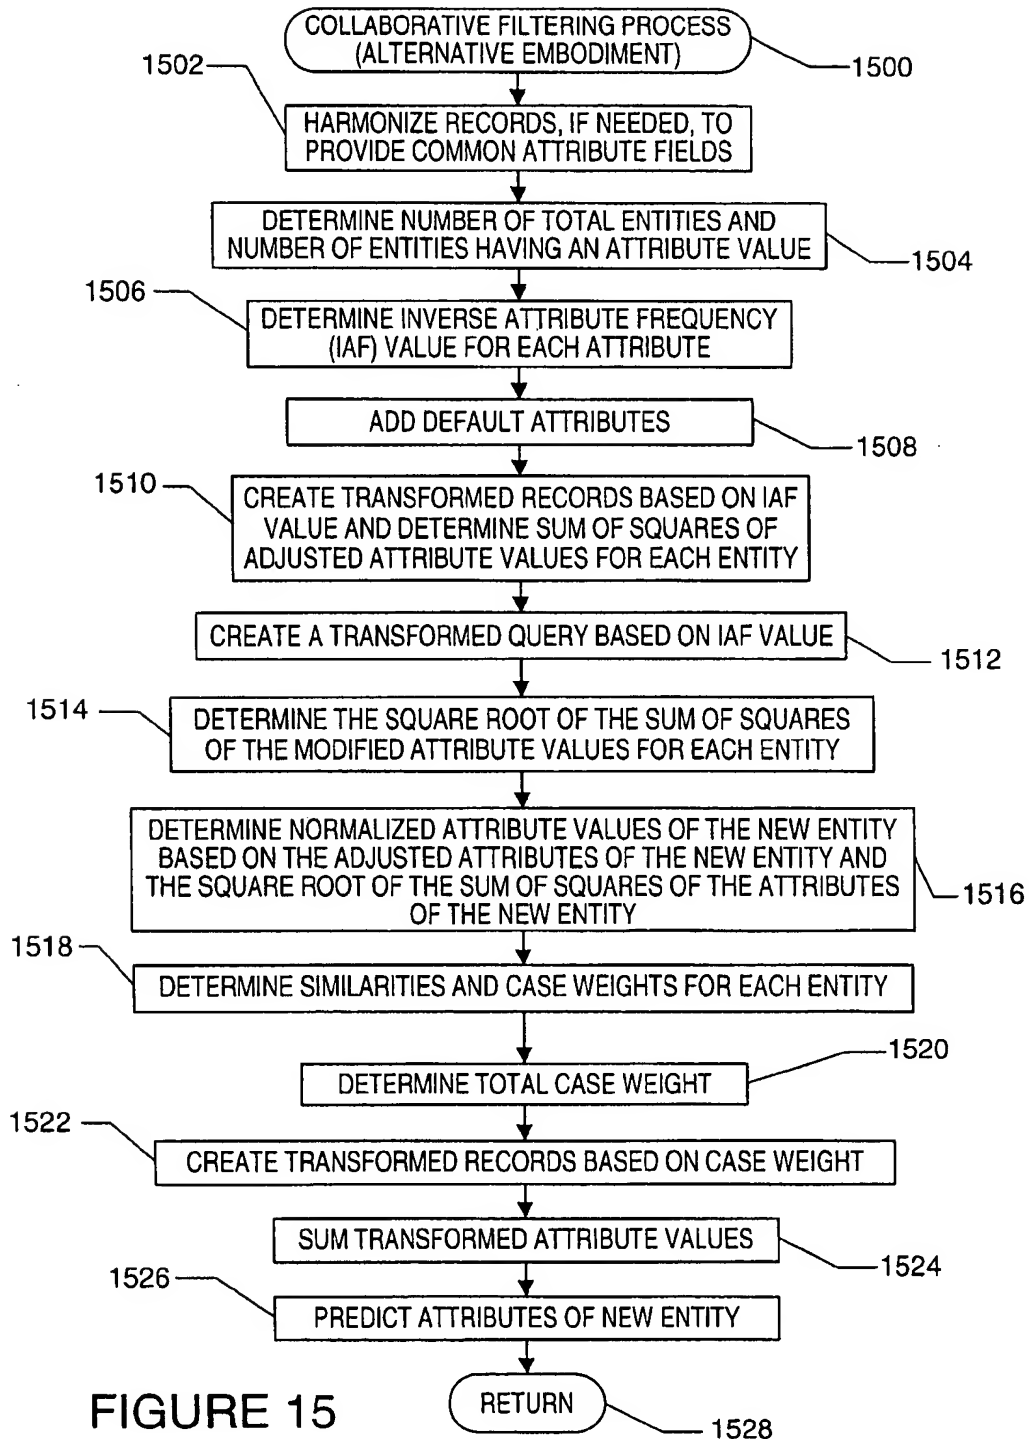 COLLABORATIVE FILTERING PROCESS
(ALTERNATIVE EMBODIMENT)
1500
1502
HARMONIZE RECORDS, IF NEEDED, TO
PROVIDE COMMON ATTRIBUTE FIELDS
DETERMINE NUMBER OF TOTAL ENTITIES AND
NUMBER OF ENTITIES HAVING AN ATTRIBUTE VALUE
1504
1506
DETERMINE INVERSE ATTRIBUTE FREQUENCY
(IAF) VALUE FOR EACH ATTRIBUTE
ADD DEFAULT ATTRIBUTES
1508
1510
CREATE TRANSFORMED RECORDS BASED ON IAF
VALUE AND DETERMINE SUM OF SQUARES OF
ADJUSTED ATTRIBUTE VALUES FOR EACH ENTITY
CREATE A TRANSFORMED QUERY BASED ON IAF VALUE
1512
1514
DETERMINE THE SQUARE ROOT OF THE SUM OF SQUARES
OF THE MODIFIED ATTRIBUTE VALUES FOR EACH ENTITY
DETERMINE NORMALIZED ATTRIBUTE VALUES OF THE NEW ENTITY
BASED ON THE ADJUSTED ATTRIBUTES OF THE NEW ENTITY AND
THE SQUARE ROOT OF THE SUM OF SQUARES OF THE ATTRIBUTES
OF THE NEW ENTITY
1516
1518
DETERMINE SIMILARITIES AND CASE WEIGHTS FOR EACH ENTITY
1520
DETERMINE TOTAL CASE WEIGHT
1522
CREATE TRANSFORMED RECORDS BASED ON CASE WEIGHT
SUM TRANSFORMED ATTRIBUTE VALUES
1524
1526
PREDICT ATTRIBUTES OF NEW ENTITY
RETURN
1528
FIGURE 15